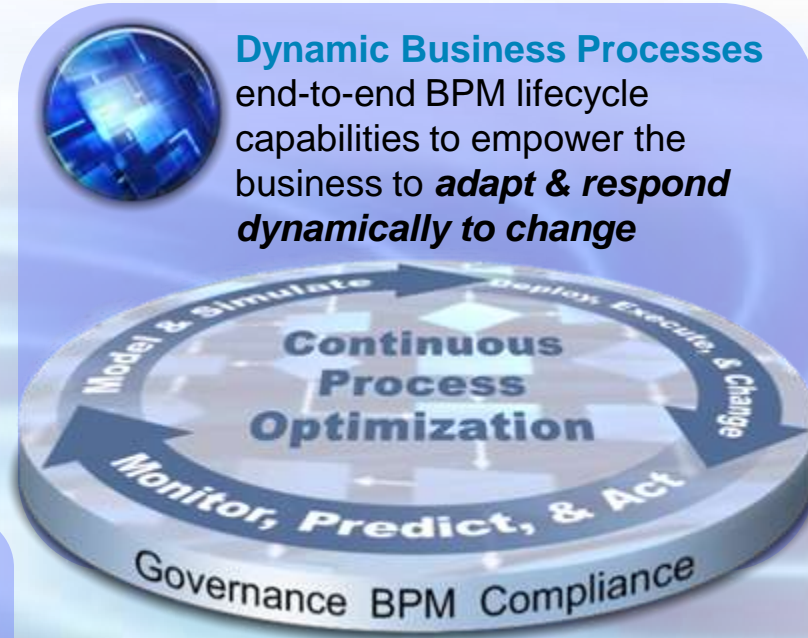 Dynamic Business Processes
end-to-end BPM lifecycle
capabilities to empower the
business to adapt & respond
dynamically to change
Model & Simulate
Deploy, Execute, & Change
Continuous
Process
Optimization
Monitor, Predict, & Act
Governance BPM Compliance